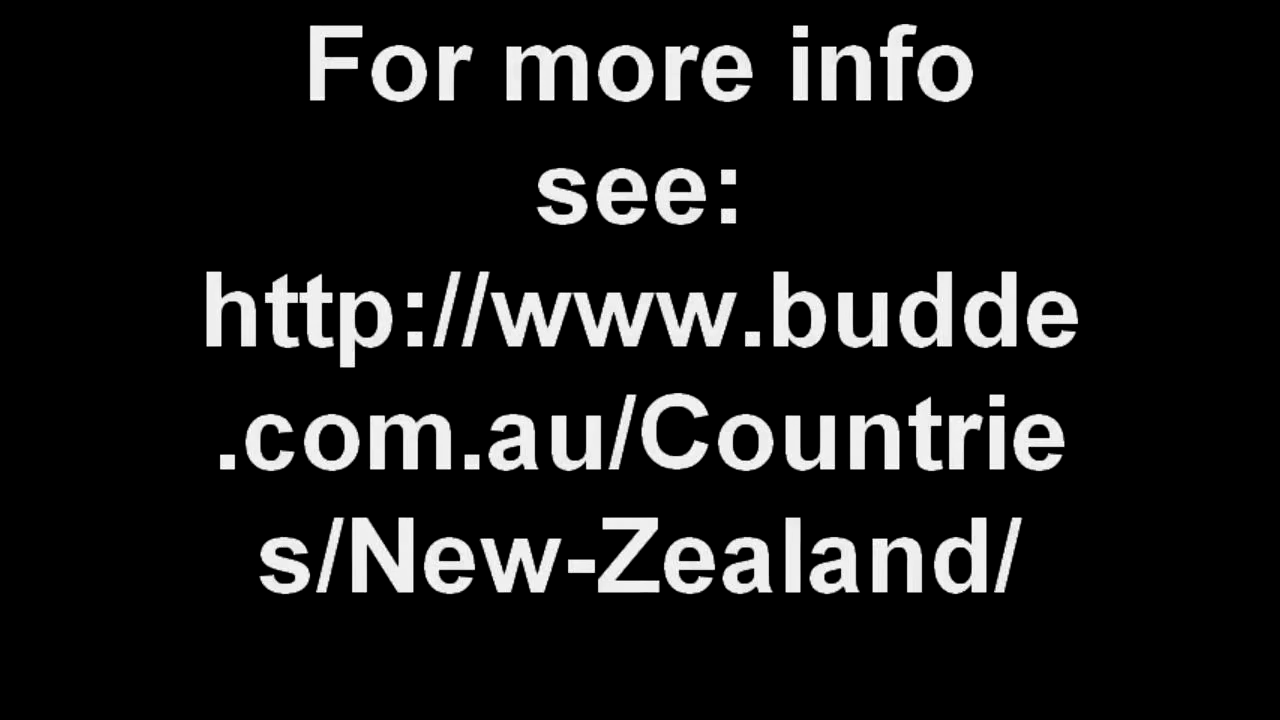 For more info
see:
http://www.budde
.com.au/Countrie
s/New-Zealand/